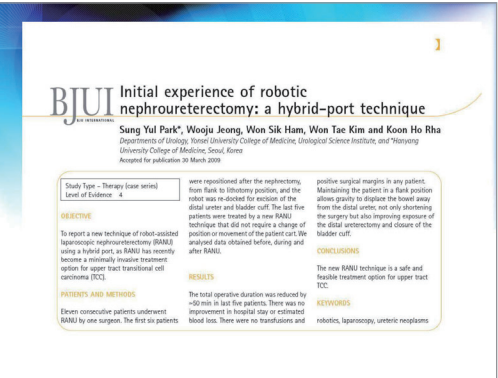 BJUI
BJU INTERNATIONAL
Initial experience of robotic
nephroureterectomy: a hybrid-port technique
Sung Yul Park*, Wooju Jeong, Won Sik Ham, Won Tae Kim and Koon Ho Rha
Departments of Urology, Yonsei University College of Medicine, Urological Science Institute, and *Hanyang
University College of Medicine, Seoul, Korea
Accepted for publication 30 March 2009
Study Type – Therapy (case series)
Level of Evidence 4
OBJECTIVE
To report a new technique of robot-assisted
laparoscopic nephroureterectomy (RANU)
using a hybrid port, as RANU has recently
become a minimally invasive treatment
option for upper tract transitional cell
carcinoma (TCC).
PATIENTS AND METHODS
Eleven consecutive patients underwent
RANU by one surgeon. The first six patients
were repositioned after the nephrectomy,
from flank to lithotomy position, and the
robot was re-docked for excision of the
distal ureter and bladder cuff. The last five
patients were treated by a new RANU
technique that did not require a change of
position or movement of the patient cart. We
analysed data obtained before, during and
after RANU.
RESULTS
The total operative duration was reduced by
≈50 min in last five patients. There was no
improvement in hospital stay or estimated
blood loss. There were no transfusions and
positive surgical margins in any patient.
Maintaining the patient in a flank position
allows gravity to displace the bowel away
from the distal ureter, not only shortening
the surgery but also improving exposure of
the distal ureterectomy and closure of the
bladder cuff.
CONCLUSIONS
The new RANU technique is a safe and
feasible treatment option for upper tract
TCC.
KEYWORDS
robotics, laparoscopy, ureteric neoplasms